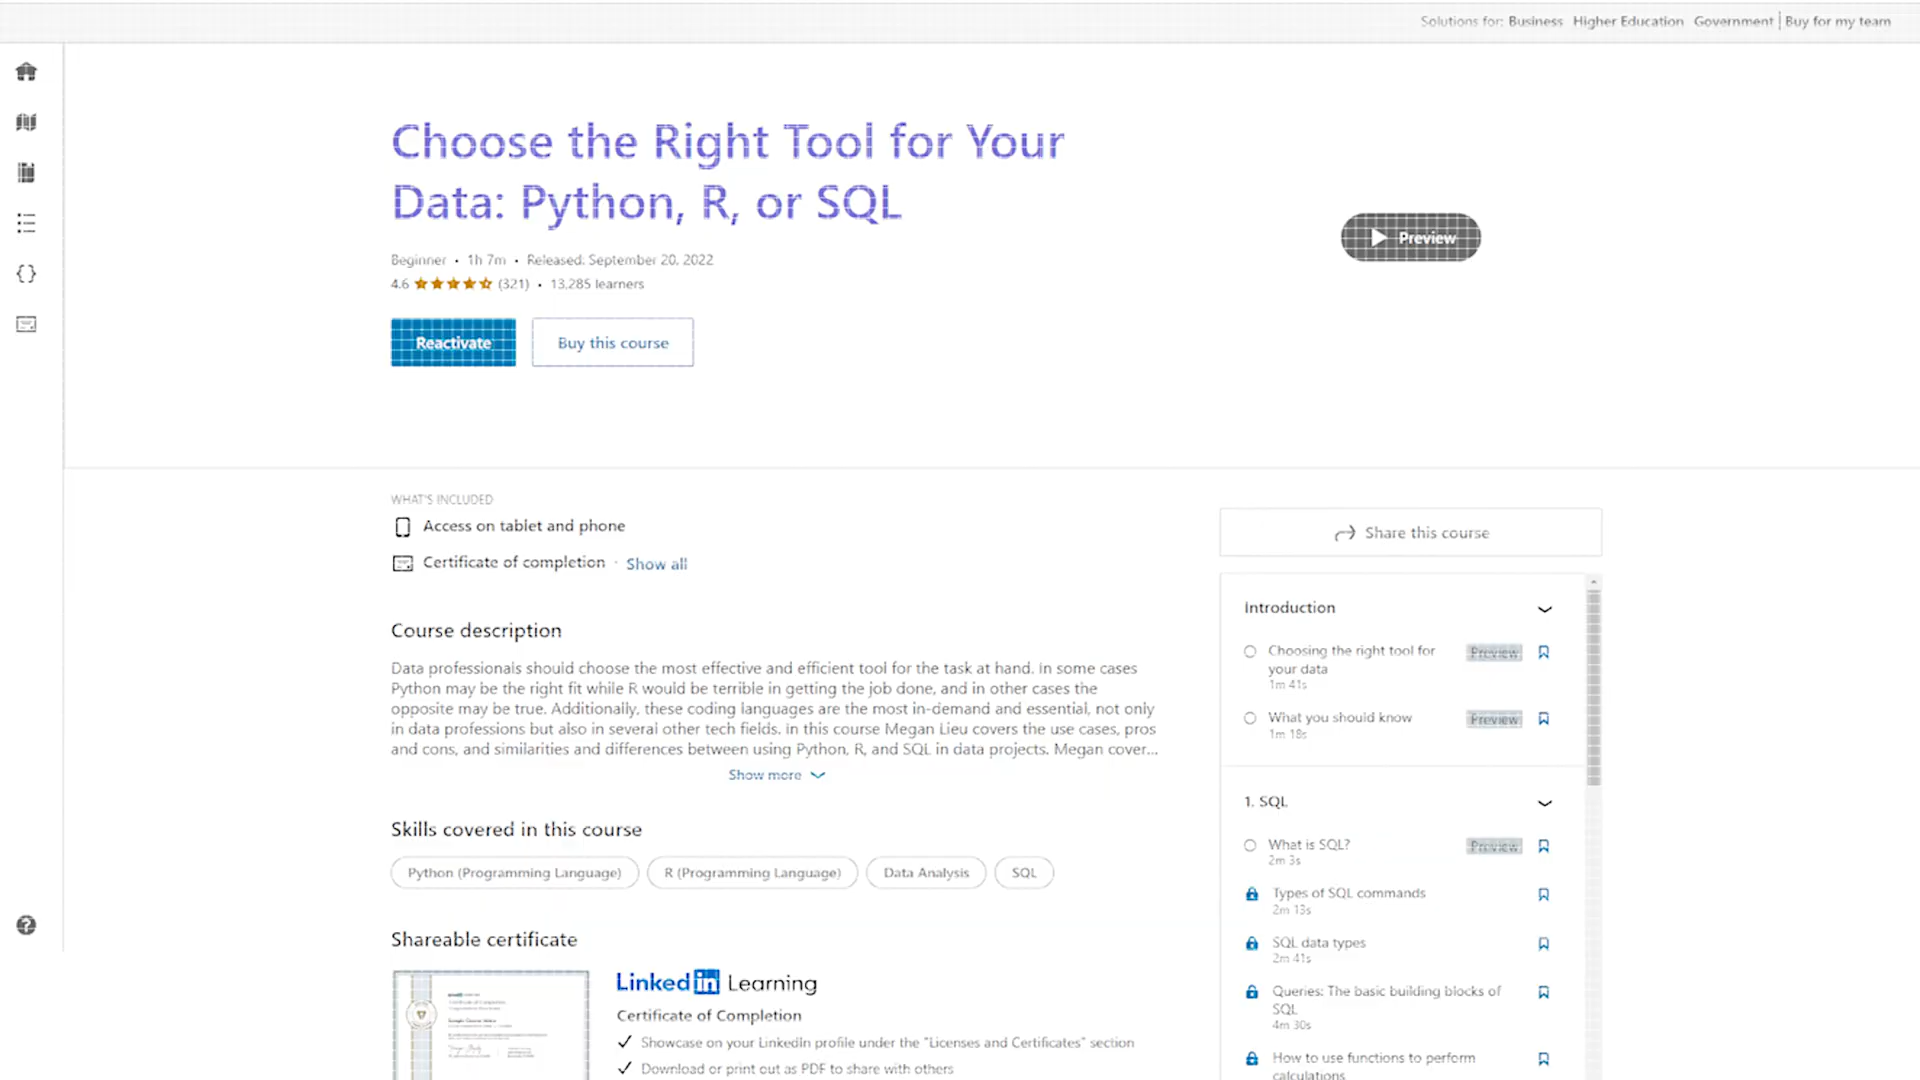 Solutions for: Business Higher Education Government | Buy for my team
Choose the Right Tool for Your
Data: Python, R, or SQL
Beginner • 1h 7m • Released: September 20, 2022
4.6 (321) • 13,285 learners
Preview
Reactivate
Buy this course
WHAT'S INCLUDED
Access on tablet and phone
Certificate of completion · Show all
Course description
Data professionals should choose the most effective and efficient tool for the task at hand. In some cases
Python may be the right fit while R would be terrible in getting the job done, and in other cases the
opposite may be true. Additionally, these coding languages are the most in-demand and essential, not only
in data professions but also in several other tech fields. In this course Megan Lieu covers the use cases, pros
and cons, and similarities and differences between using Python, R, and SQL in data projects. Megan cover...
Show more
Skills covered in this course
Python (Programming Language)
R (Programming Language)
Data Analysis
SQL
Shareable certificate
LinkedIn Learning
Certificate of Completion
Showcase on your LinkedIn profile under the "Licenses and Certificates" section
Download or print out as PDF to share with others
Share this course
Introduction
Choosing the right tool for
your data
Preview
1m 41s
What you should know
Preview
1m 18s
1. SQL
What is SQL?
Preview
2m 3s
Types of SQL commands
2m 13s
SQL data types
2m 41s
Queries: The basic building blocks of
SQL
4m 30s
How to use functions to perform
calculations